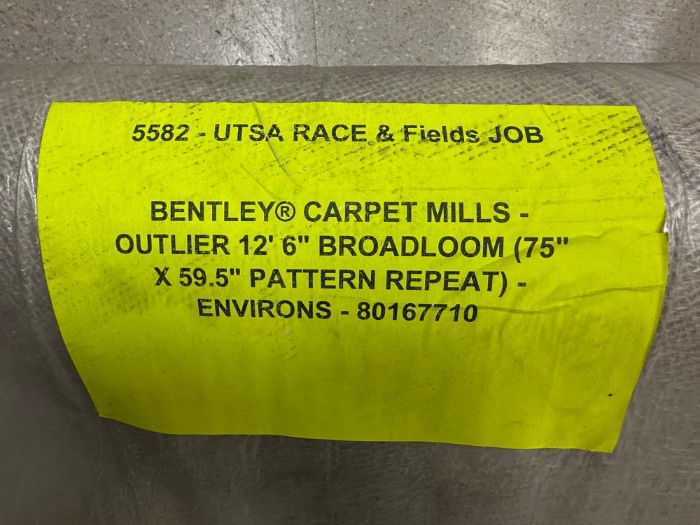 5582 - UTSA RACE & Fields JOB
BENTLEY® CARPET MILLS -
OUTLIER 12' 6" BROADLOOM (75"
X 59.5" PATTERN REPEAT) -
ENVIRONS - 80167710